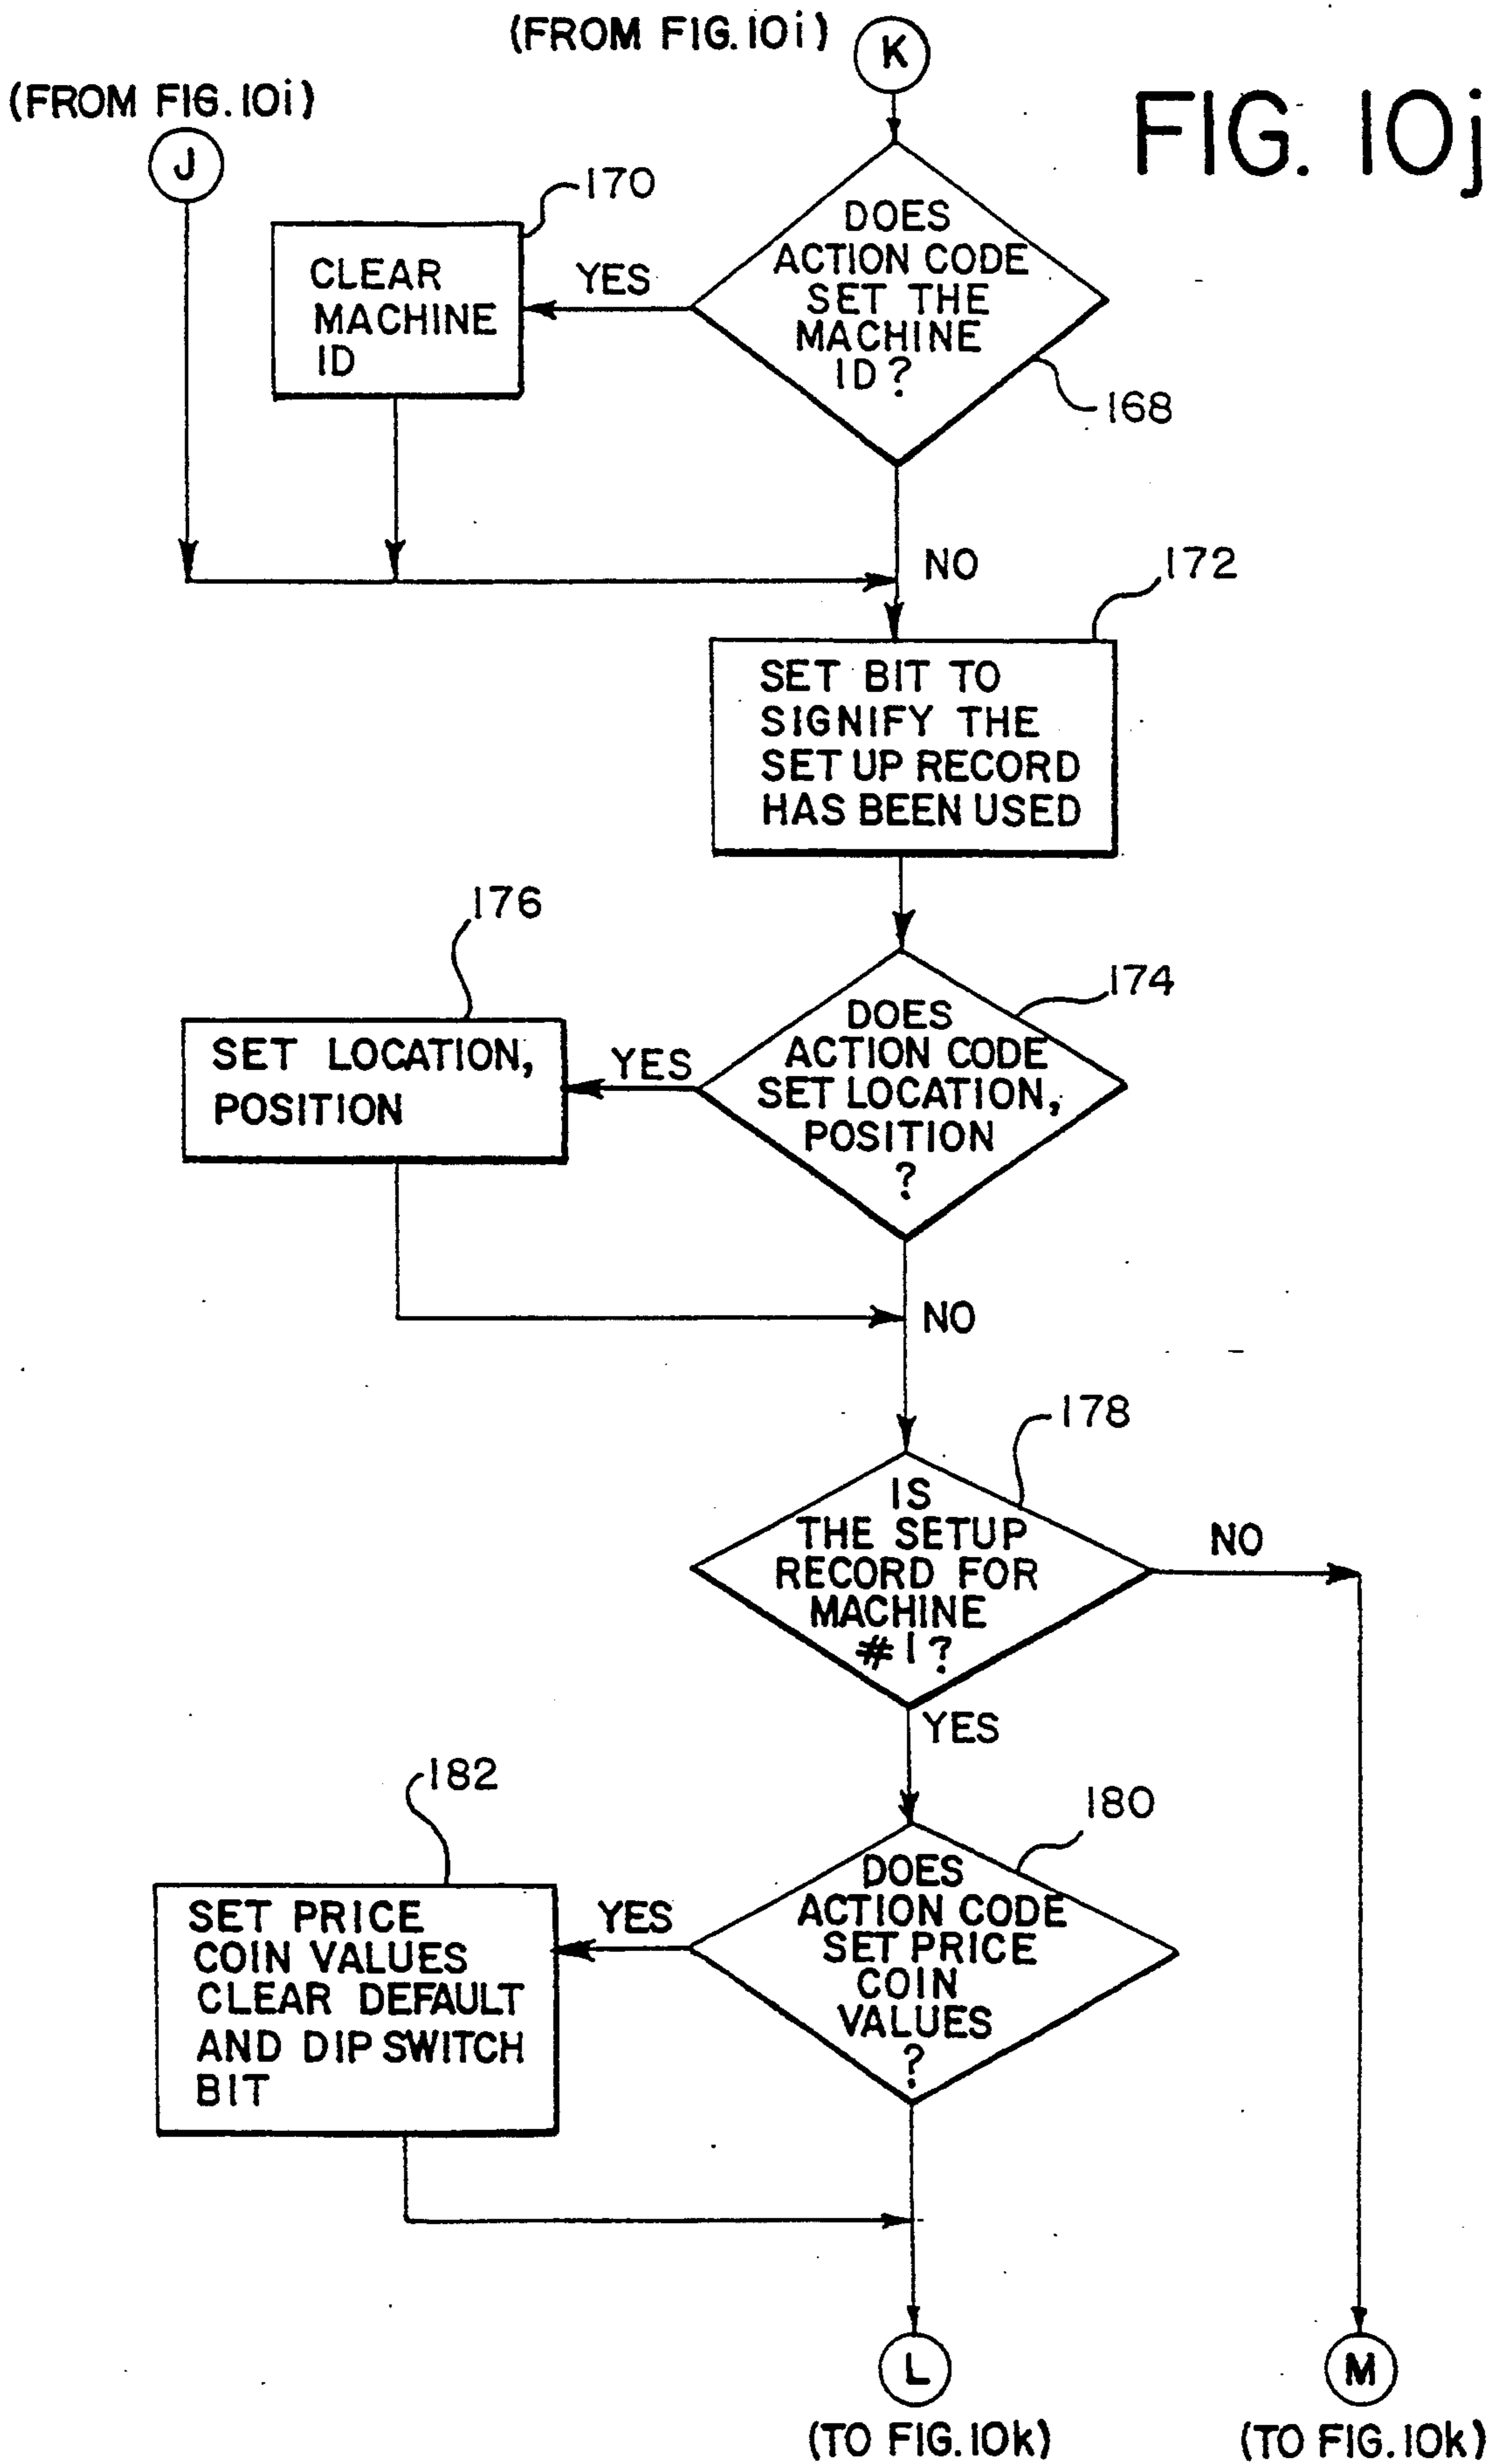 (FROM FIG. 10i)
K
(FROM FIG. 10i)
J
FIG. 10j
170
CLEAR
MACHINE
ID
YES
DOES
ACTION CODE
SET THE
MACHINE
ID?
168
NO
172
SET BIT TO
SIGNIFY THE
SET UP RECORD
HAS BEEN USED
176
SET LOCATION,
POSITION
YES
174
DOES
ACTION CODE
SET LOCATION,
POSITION
?
NO
178
IS
THE SETUP
RECORD FOR
MACHINE
#1?
NO
YES
182
SET PRICE
COIN VALUES
CLEAR DEFAULT
AND DIP SWITCH
BIT
YES
180
DOES
ACTION CODE
SET PRICE
COIN
VALUES
?
L
(TO FIG. 10k)
M
(TO FIG. 10k)